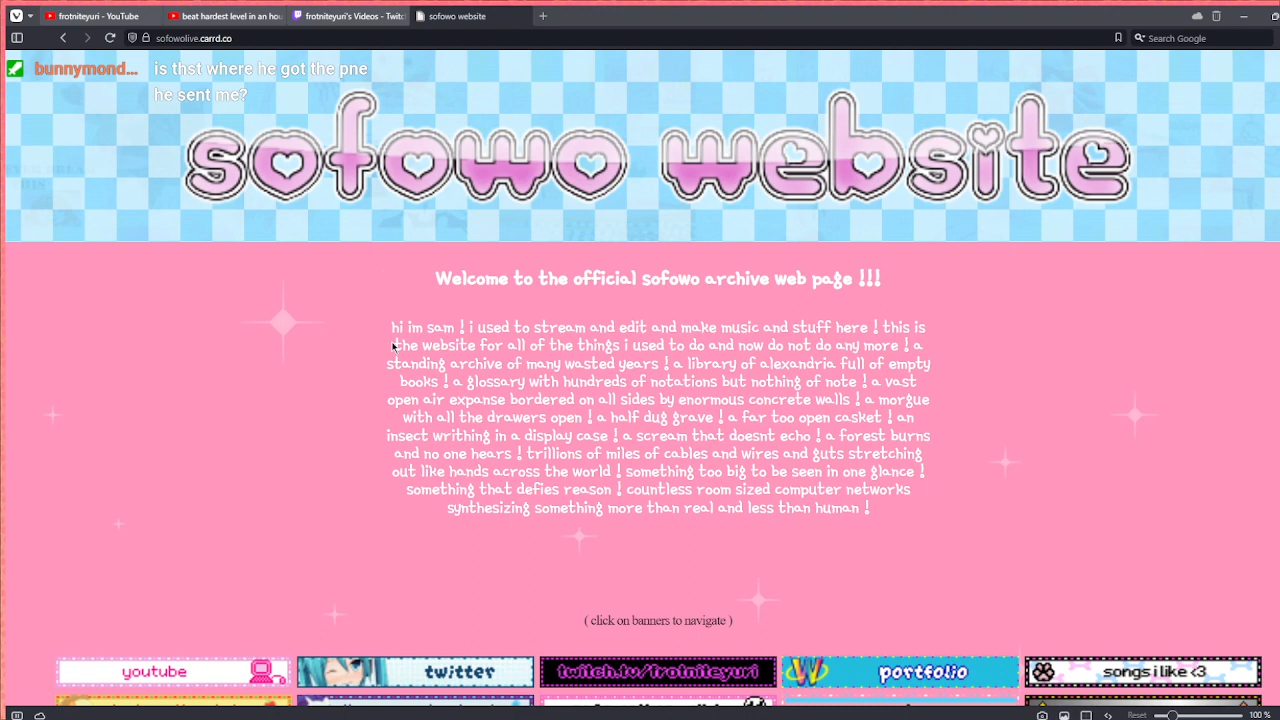 frotniteyuri - YouTube
beat hardest level in an hou
frotniteyuri's Videos - Twitc
sofowo website
sofowolive.carrd.co
Search Google
bunnymond... is thst where he got the pne
he sent me?
sofowo website
Welcome to the official sofowo archive web page !!!
hi im sam ! i used to stream and edit and make music and stuff here ! this is
the website for all of the things i used to do and now do not do any more ! a
standing archive of many wasted years ! a library of alexandria full of empty
books ! a glossary with hundreds of notations but nothing of note ! a vast
open air expanse bordered on all sides by enormous concrete walls ! a morgue
with all the drawers open ! a half dug grave ! a far too open casket ! an
insect writhing in a display case ! a scream that doesnt echo ! a forest burns
and no one hears ! trillions of miles of cables and wires and guts stretching
out like hands across the world ! something too big to be seen in one glance !
something that defies reason ! countless room sized computer networks
synthesizing something more than real and less than human !
( click on banners to navigate )
youtube
twitter
twitch.tv/frotniteyuri
portfolio
songs i like <3
Reset
100 %